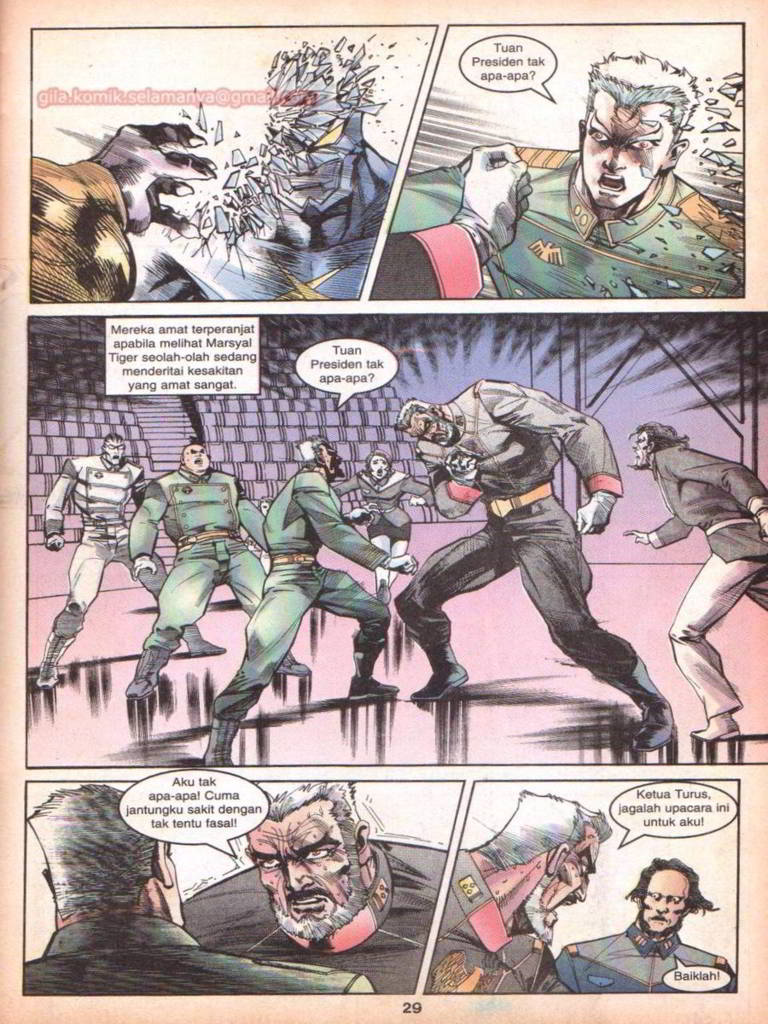 gila.komik.selamanya@gmail.com
Tuan
Presiden tak
apa-apa?
Mereka amat terperanjat
apabila melihat Marsyal
Tiger seolah-olah sedang
menderitai kesakitan
yang amat sangat.
Tuan
Presiden tak
apa-apa?
Aku tak
apa-apa! Cuma
jantungku sakit dengan
tak tentu fasal!
Ketua Turus,
jagalah upacara ini
untuk aku!
Baiklah!
29